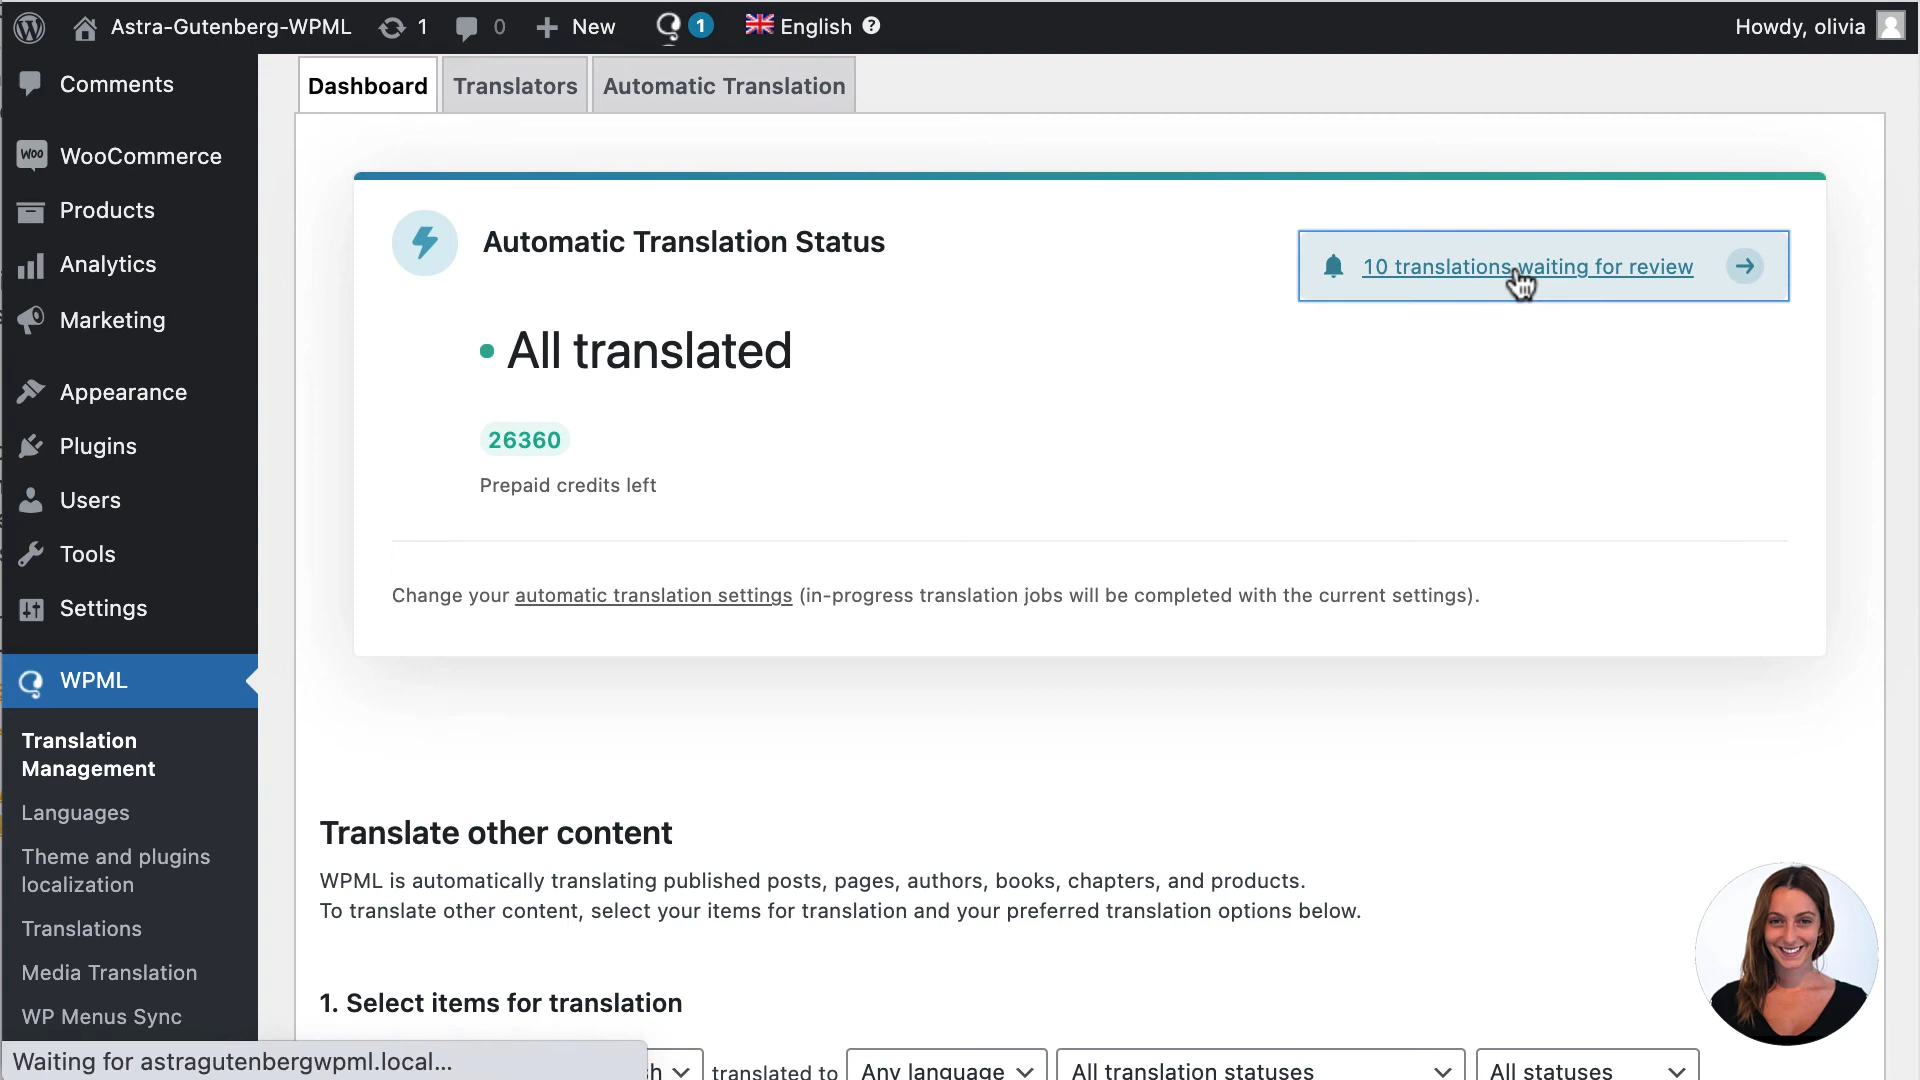 Astra-Gutenberg-WPML 1 0 New 1 English Howdy, olivia
Comments
WooCommerce
Products
Analytics
Marketing
Appearance
Plugins
Users
Tools
Settings
WPML
Translation
Management
Languages
Theme and plugins
localization
Translations
Media Translation
WP Menus Sync
Waiting for astragutenbergwpml.local...
Dashboard Translators Automatic Translation
Automatic Translation Status
10 translations waiting for review
All translated
26360
Prepaid credits left
Change your automatic translation settings (in-progress translation jobs will be completed with the current settings).
Translate other content
WPML is automatically translating published posts, pages, authors, books, chapters, and products.
To translate other content, select your items for translation and your preferred translation options below.
1. Select items for translation
translated to Any language All translation statuses All statuses